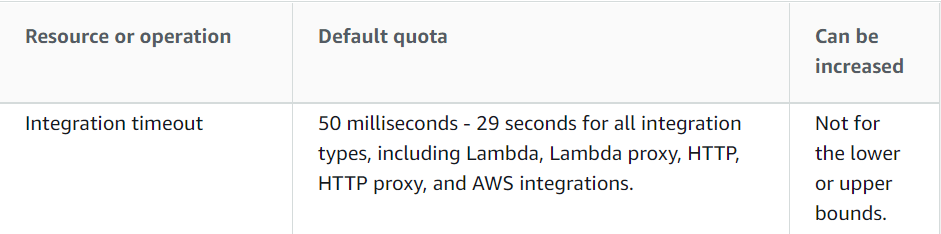 Resource or operation
Default quota
Can be
increased
Integration timeout
50 milliseconds - 29 seconds for all integration
types, including Lambda, Lambda proxy, HTTP,
HTTP proxy, and AWS integrations.
Not for
the lower
or upper
bounds.